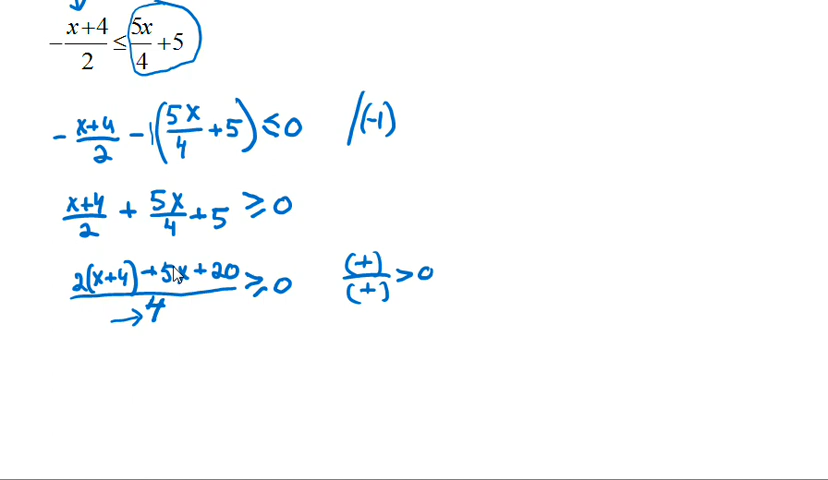 -(x+4)/2 ≤ 5x/4 +5
-(x+4)/2 - 1(5x/4 + 5) ≤ 0 /(-1)
(x+4)/2 + 5x/4 + 5 ≥ 0
(2(x+4) + 5x + 20)/4 ≥ 0 (+)/(+) > 0
→